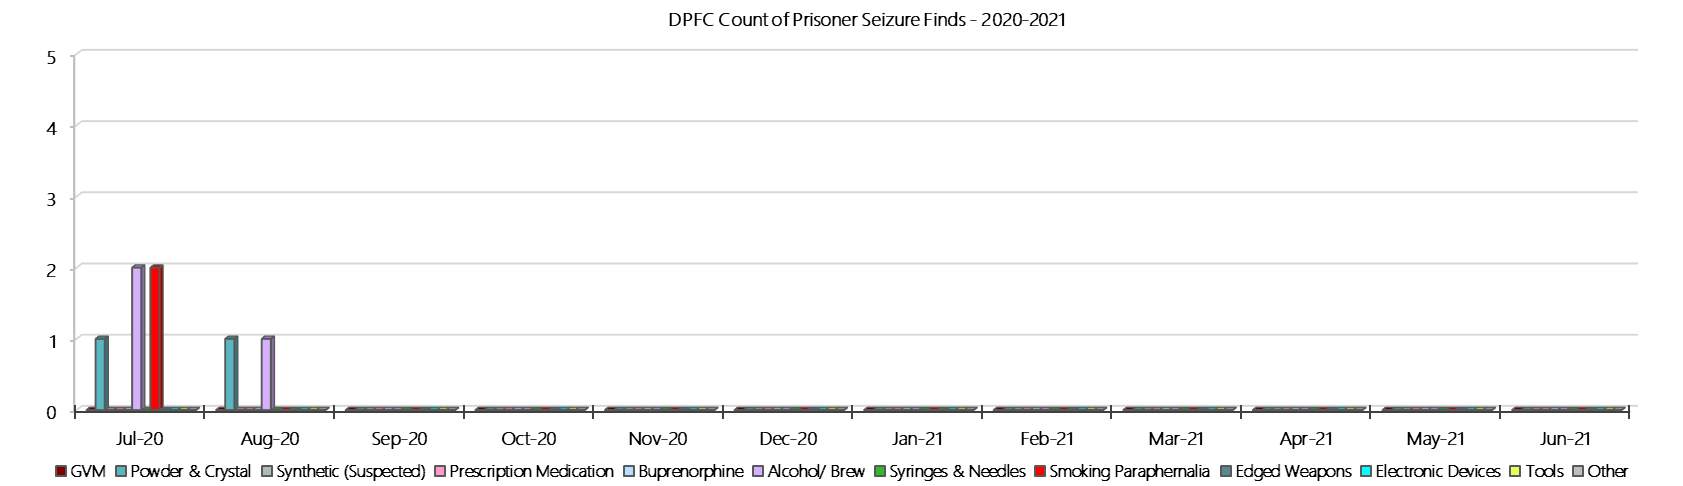 DPFC Count of Prisoner Seizure Finds - 2020-2021
5
4
3
2
1
0
Jul-20 Aug-20 Sep-20 Oct-20 Nov-20 Dec-20 Jan-21 Feb-21 Mar-21 Apr-21 May-21 Jun-21
GVM Powder & Crystal Synthetic (Suspected) Prescription Medication Buprenorphine Alcohol/ Brew Syringes & Needles Smoking Paraphernalia Edged Weapons Electronic Devices Tools Other